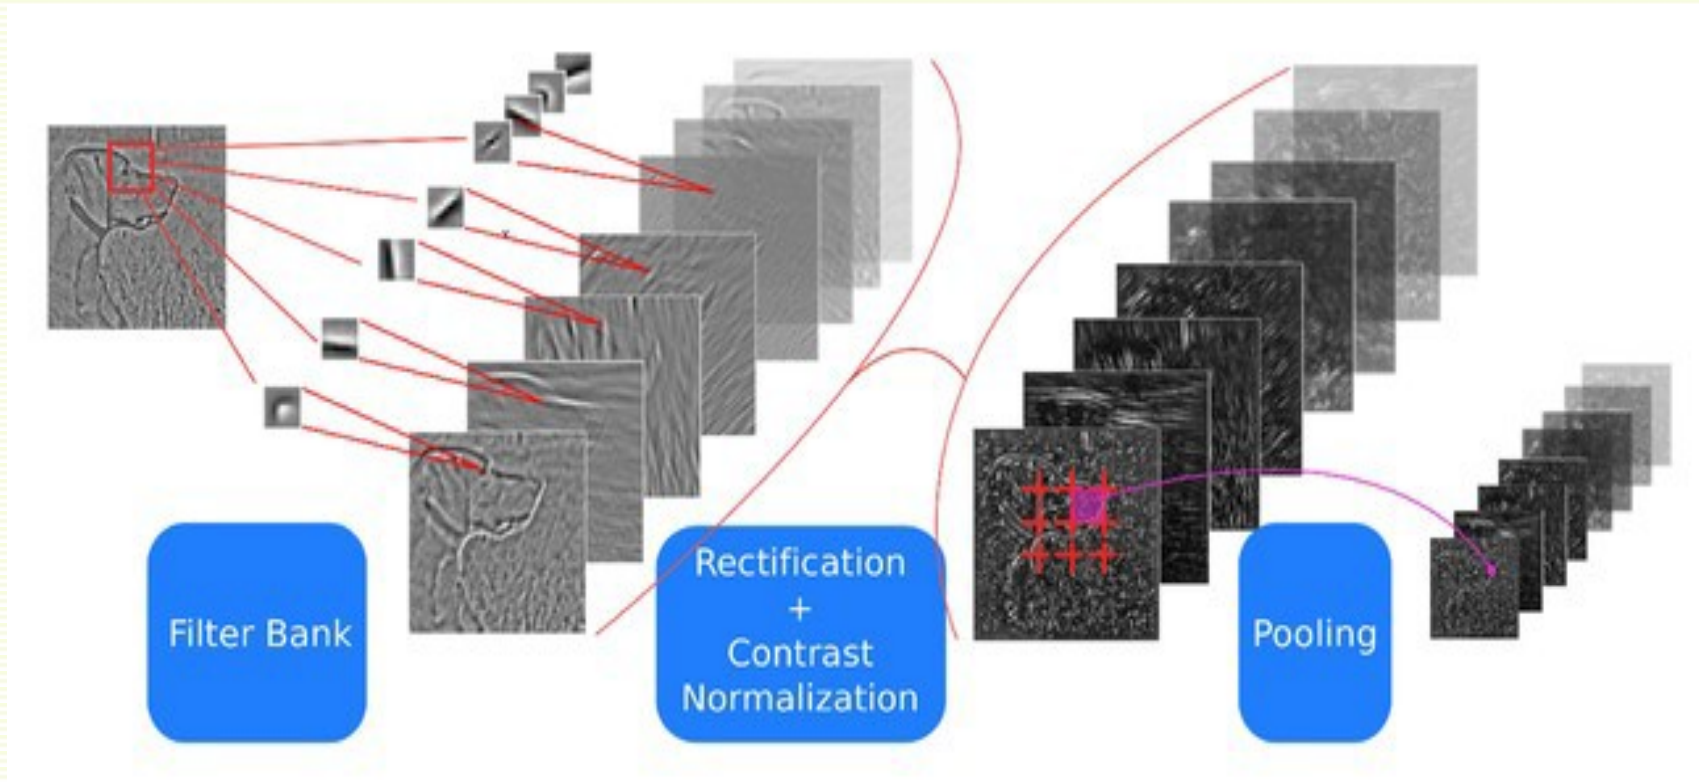 Filter Bank
Rectification
+
Contrast
Normalization
Pooling